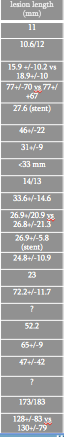 lesion length
(mm)
11
10.6/12
15.9 +/-10.2 vs
18.9+/-10
77+/-70 vs 77+/
+67
27.6 (stent)
46+/-22
31+/-9
<33 mm
14/13
33.6+/-14.6
26.9+/20.9 vs
26.8+/-21.3
26.9+/-5.8
(stent)
24.8+/-10.9
23
72.2+/-11.7
?
52.2
65+/-9
47+/-42
?
173/183
128+/-83 vs
130+/-79